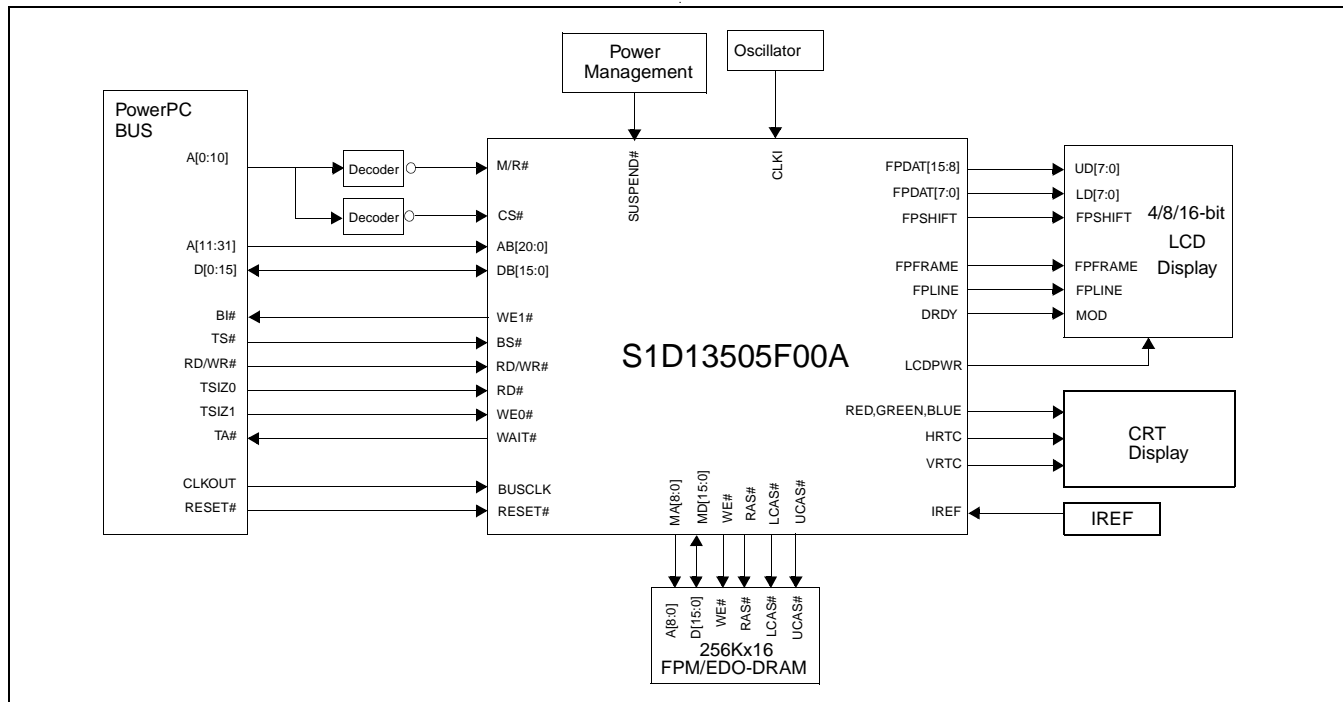 Power
Management
Oscillator
PowerPC
BUS
A[0:10]
Decoder
Decoder
A[11:31]
D[0:15]
BI#
TS#
RD/WR#
TSIZ0
TSIZ1
TA#
CLKOUT
RESET#
M/R#
CS#
AB[20:0]
DB[15:0]
WE1#
BS#
RD/WR#
RD#
WE0#
WAIT#
BUSCLK
RESET#
SUSPEND#
CLKI
S1D13505F00A
FPDAT[15:8]
FPDAT[7:0]
FPSHIFT
FPFRAME
FPLINE
DRDY
LCDPWR
RED,GREEN,BLUE
HRTC
VRTC
IREF
UD[7:0]
LD[7:0]
FPSHIFT
FPFRAME
FPLINE
MOD
4/8/16-bit
LCD
Display
CRT
Display
IREF
MA[8:0]
MD[15:0]
WE#
RAS#
LCAS#
UCAS#
A[8:0]
D[15:0]
WE#
RAS#
LCAS#
UCAS#
256Kx16
FPM/EDO-DRAM